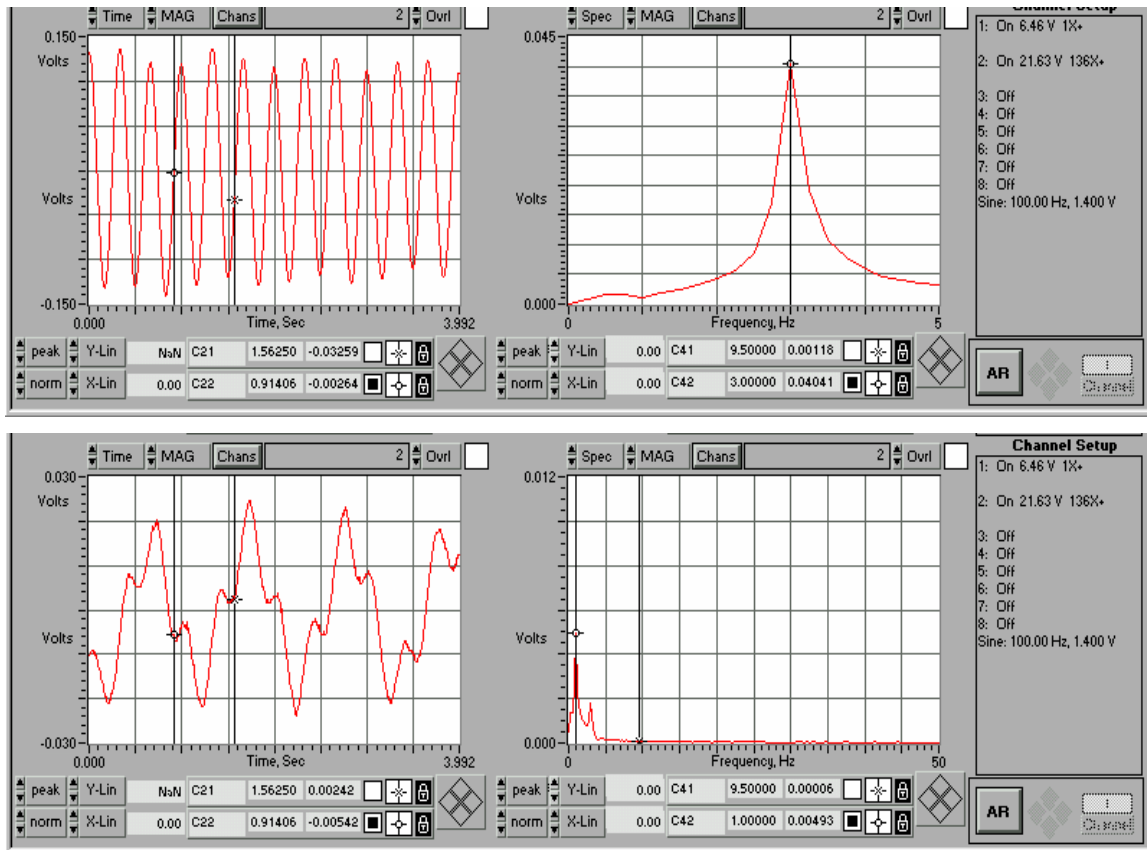 Time MAG Chans 2 Ovrl Spec MAG Chans 2 Ovrl Channel Setup
0.150 0.045 1: On 6.46 V 1X+
Volts Volts
2: On 21.63 V 136X+
3: Off
4: Off
5: Off
6: Off
7: Off
Volts Volts 8: Off
Sine: 100.00 Hz, 1.400 V
-0.150 0.000
0.000 Time, Sec 3.992 0 Frequency, Hz 5
peak Y-Lin NaN C21 1.56250 -0.03259 peak Y-Lin 0.00 C41 9.50000 0.00118
norm X-Lin 0.00 C22 0.91406 -0.00264 norm X-Lin 0.00 C42 3.00000 0.04041
AR 1
Channel
Time MAG Chans 2 Ovrl Spec MAG Chans 2 Ovrl Channel Setup
0.030 0.012 1: On 6.46 V 1X+
Volts Volts
2: On 21.63 V 136X+
3: Off
4: Off
5: Off
6: Off
7: Off
Volts Volts 8: Off
Sine: 100.00 Hz, 1.400 V
-0.030 0.000
0.000 Time, Sec 3.992 0 Frequency, Hz 50
peak Y-Lin NaN C21 1.56250 0.00242 peak Y-Lin 0.00 C41 9.50000 0.00006
norm X-Lin 0.00 C22 0.91406 -0.00542 norm X-Lin 0.00 C42 1.00000 0.00493
AR 1
Channel